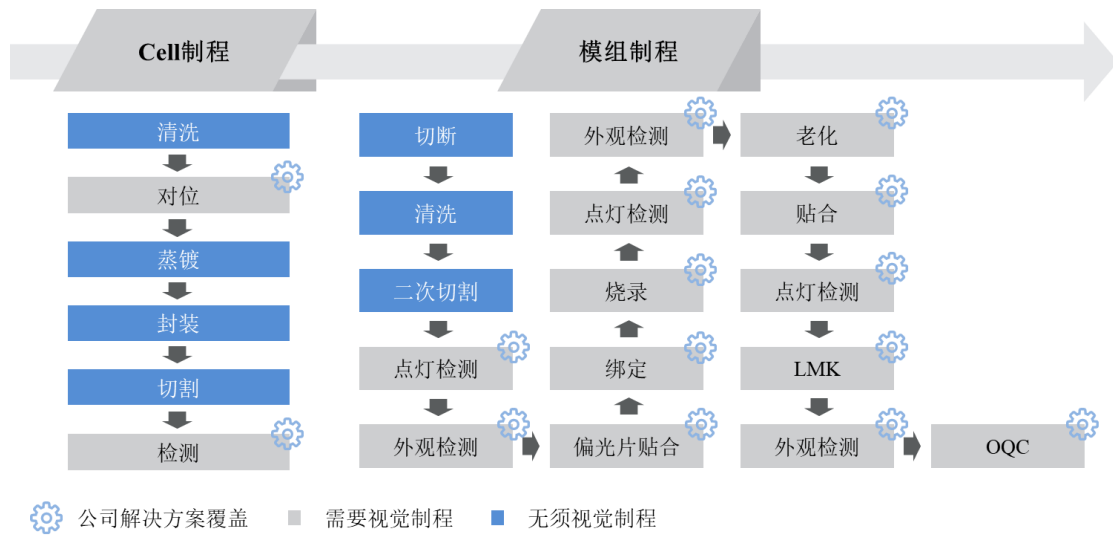 Cell制程
模组制程
清洗
对位
蒸镀
封装
切割
检测
切断
清洗
二次切割
点灯检测
外观检测
偏光片贴合
绑定
烧录
点灯检测
外观检测
老化
贴合
点灯检测
LMK
外观检测
OQC
公司解决方案覆盖
需要视觉制程
无须视觉制程